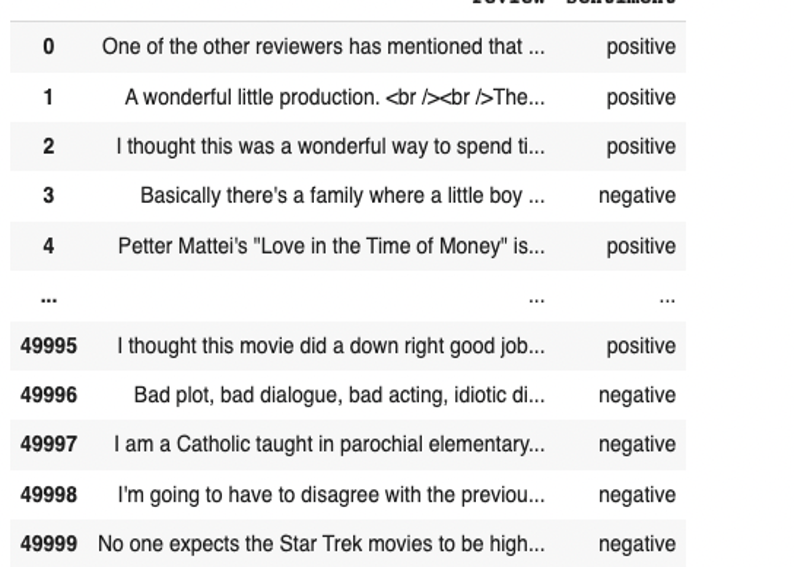 review sentiment
0 One of the other reviewers has mentioned that ... positive
1 A wonderful little production. <br /><br />The... positive
2 I thought this was a wonderful way to spend ti... positive
3 Basically there's a family where a little boy ... negative
4 Petter Mattei's "Love in the Time of Money" is... positive
... ... ...
49995 I thought this movie did a down right good job... positive
49996 Bad plot, bad dialogue, bad acting, idiotic di... negative
49997 I am a Catholic taught in parochial elementary... negative
49998 I'm going to have to disagree with the previou... negative
49999 No one expects the Star Trek movies to be high... negative